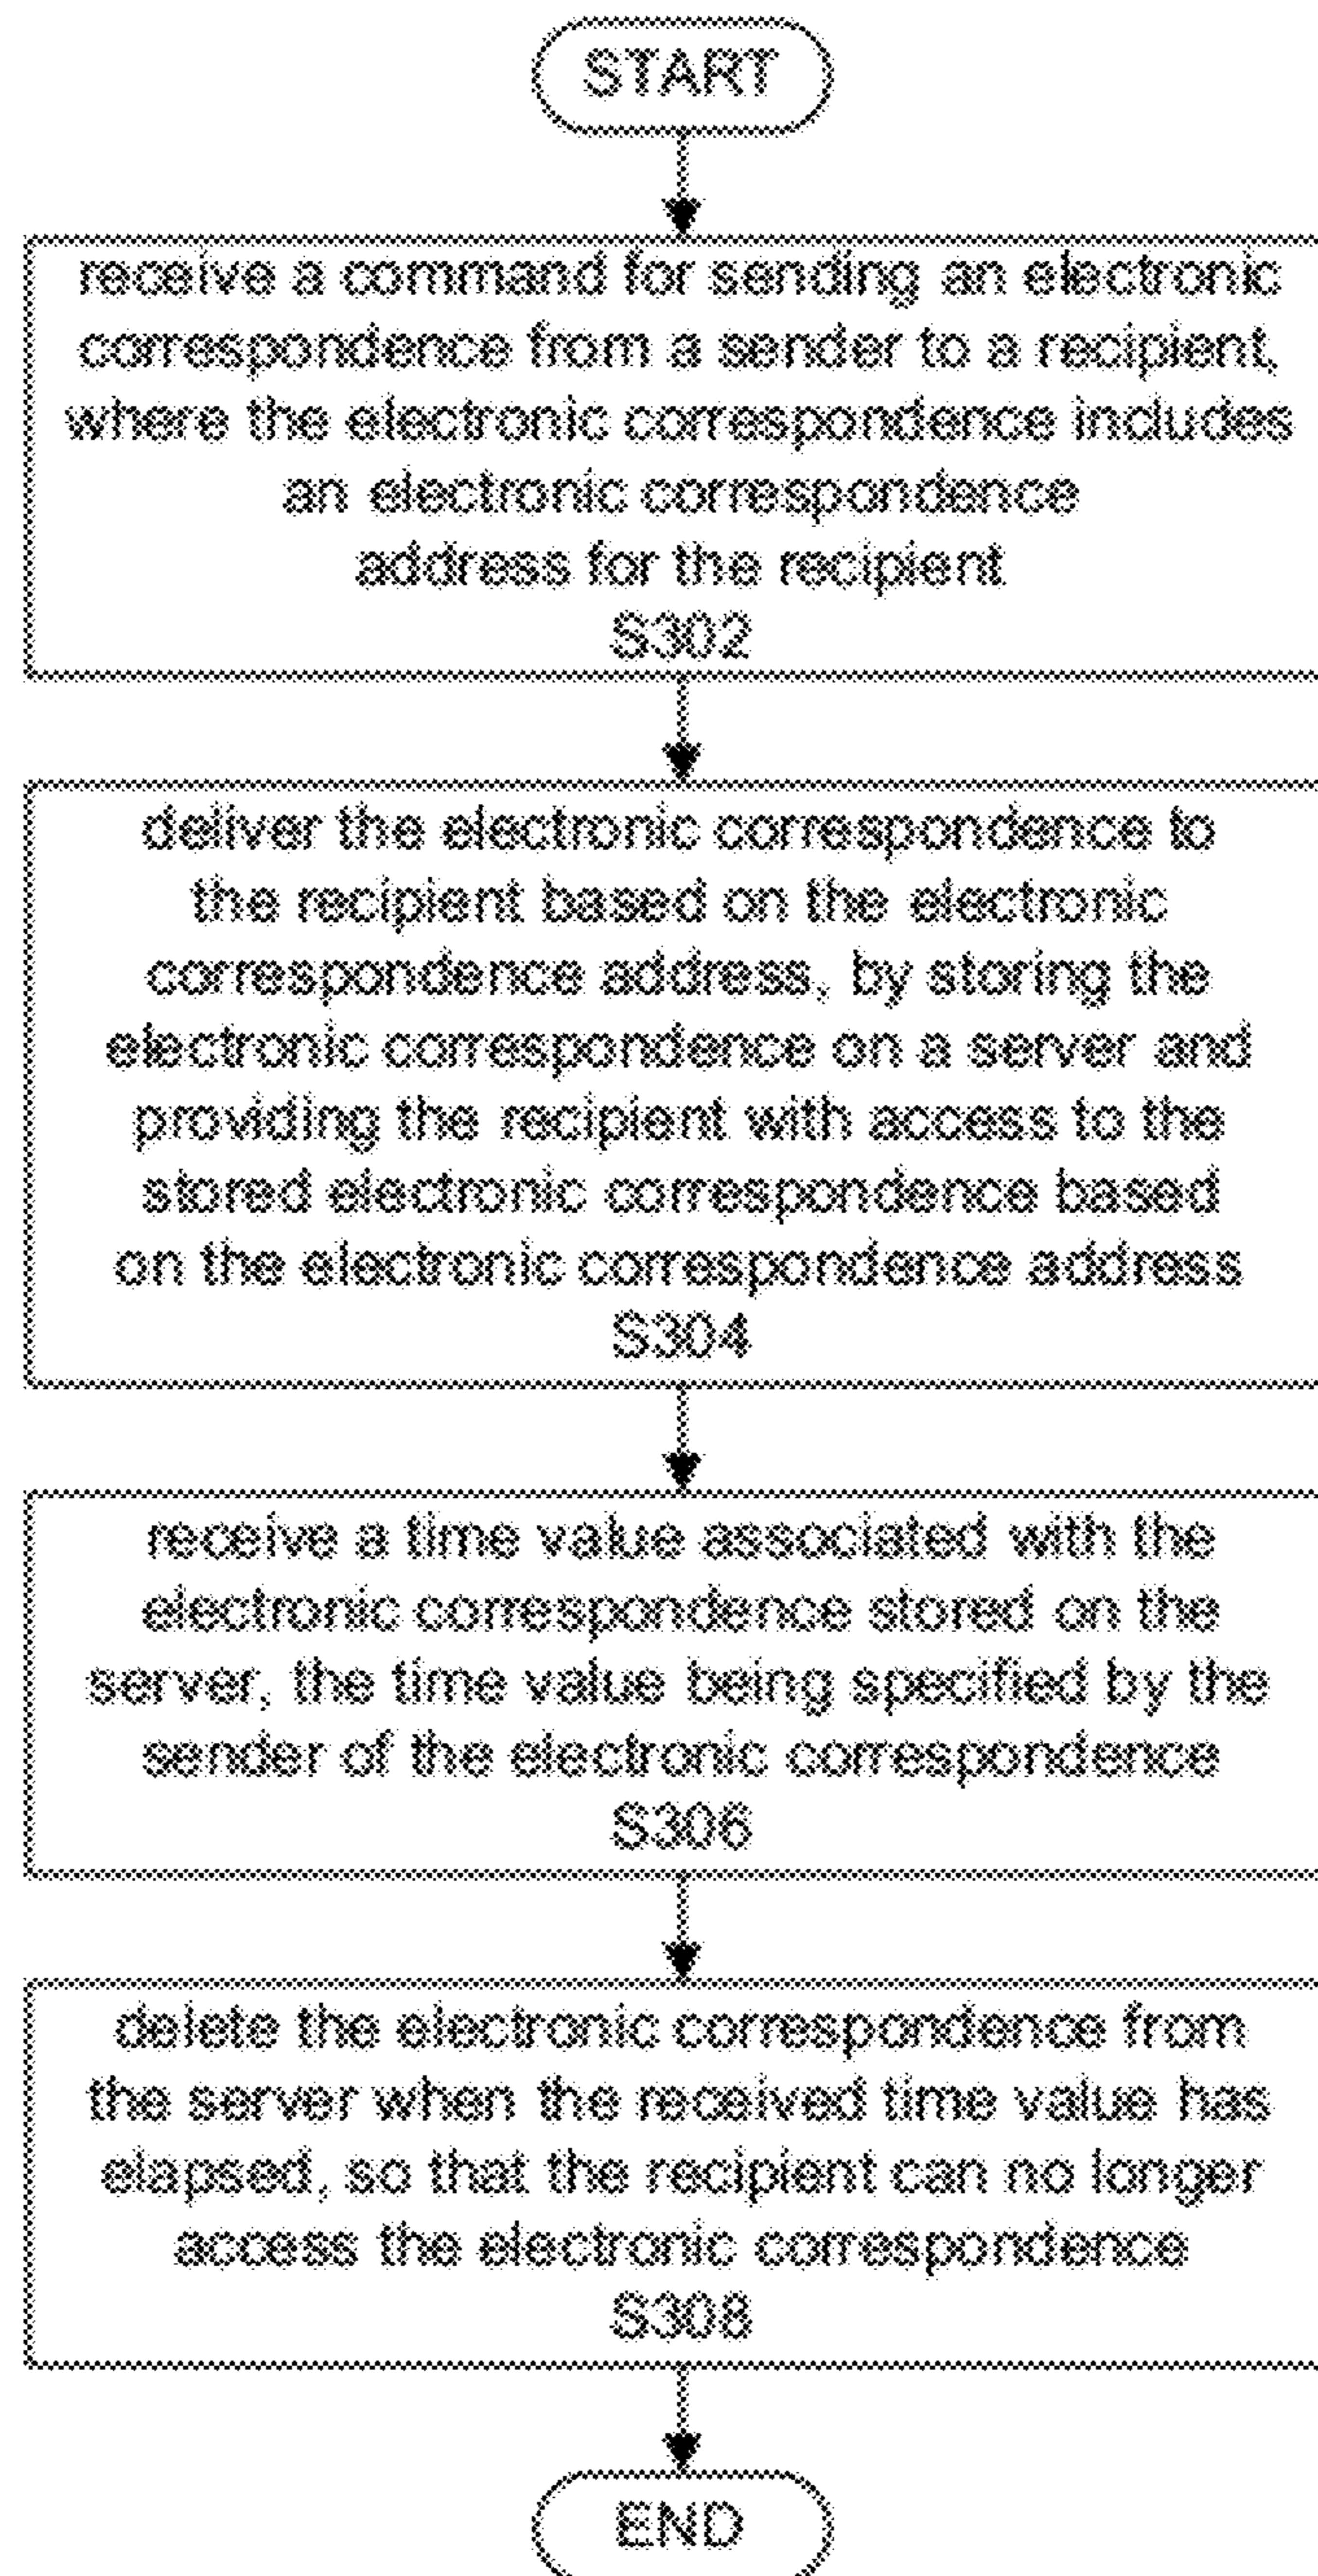 START
receive a command for sending an electronic
correspondence from a sender to a recipient,
where the electronic correspondence includes
an electronic correspondence
address for the recipient
S302
deliver the electronic correspondence to
the recipient based on the electronic
correspondence address, by storing the
electronic correspondence on a server and
providing the recipient with access to the
stored electronic correspondence based
on the electronic correspondence address
S304
receive a time value associated with the
electronic correspondence stored on the
server, the time value being specified by the
sender of the electronic correspondence
S306
delete the electronic correspondence from
the server when the received time value has
elapsed, so that the recipient can no longer
access the electronic correspondence
S308
END